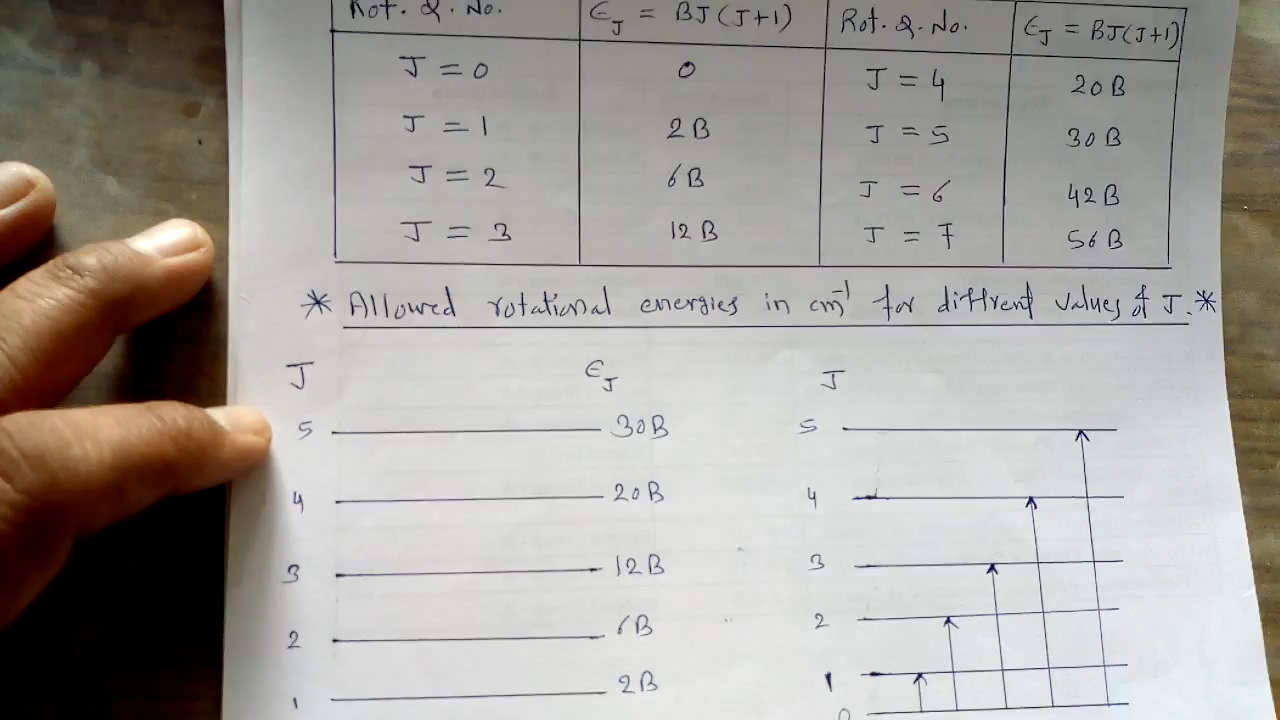 Rot. Q. No. ϵJ = BJ(J+1) Rot. Q. No. ϵJ = BJ(J+1)
J = 0 0 J = 4 20B
J = 1 2B J = 5 30B
J = 2 6B J = 6 42B
J = 3 12B J = 7 56B
* Allowed rotational energies in cm⁻¹ for diffrent values of J. *
J ϵJ J
5 30B 5
4 20B 4
3 12B 3
2 6B 2
1 2B 1
0